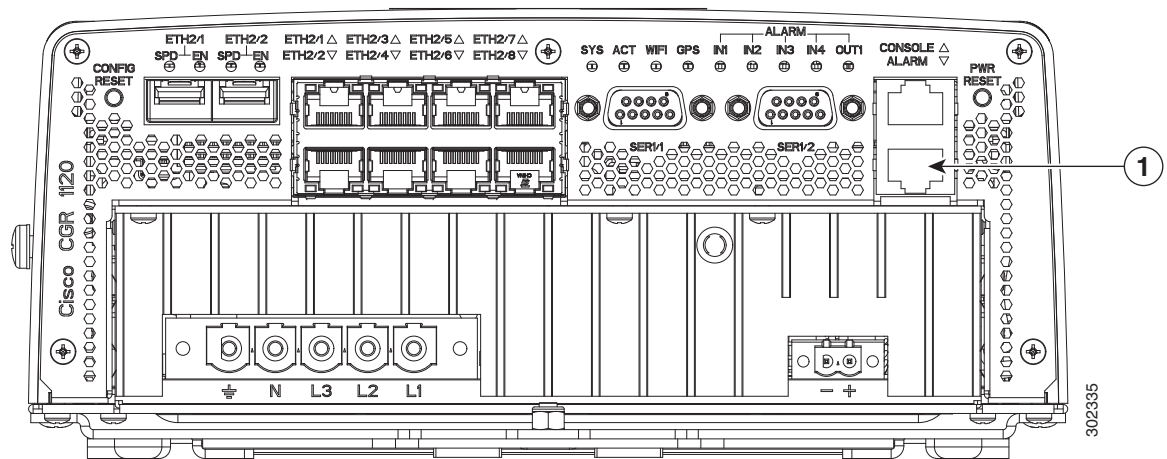 ETH2/1 ETH2/2 ETH2/1 △ ETH2/3 △ ETH2/5 △ ETH2/7 △ ALARM
SPD EN SPD EN ETH2/2 ▽ ETH2/4 ▽ ETH2/6 ▽ ETH2/8 ▽ SYS ACT WIFI GPS IN1 IN2 IN3 IN4 OUT1 CONSOLE △
ALARM ▽
CONFIG
RESET
PWR
RESET
SER1/1 SER1/2
1
Cisco CGR 1120
N L3 L2 L1
− +
302335